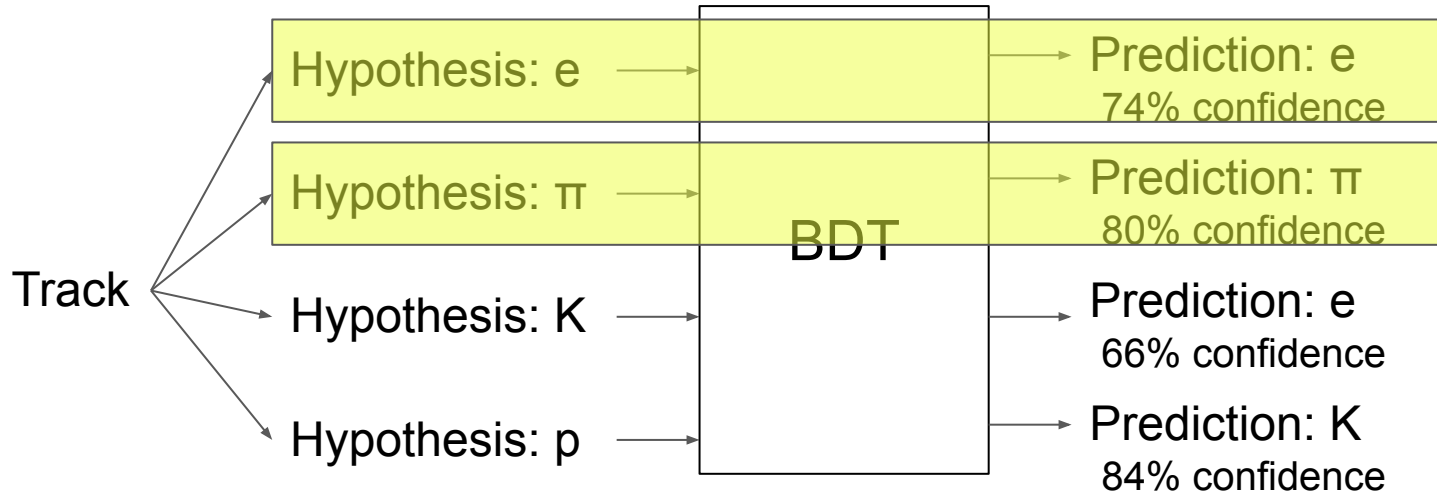 Hypothesis: e
Prediction: e
74% confidence
Hypothesis: π
Prediction: π
80% confidence
BDT
Track
Hypothesis: K
Prediction: e
66% confidence
Hypothesis: p
Prediction: K
84% confidence